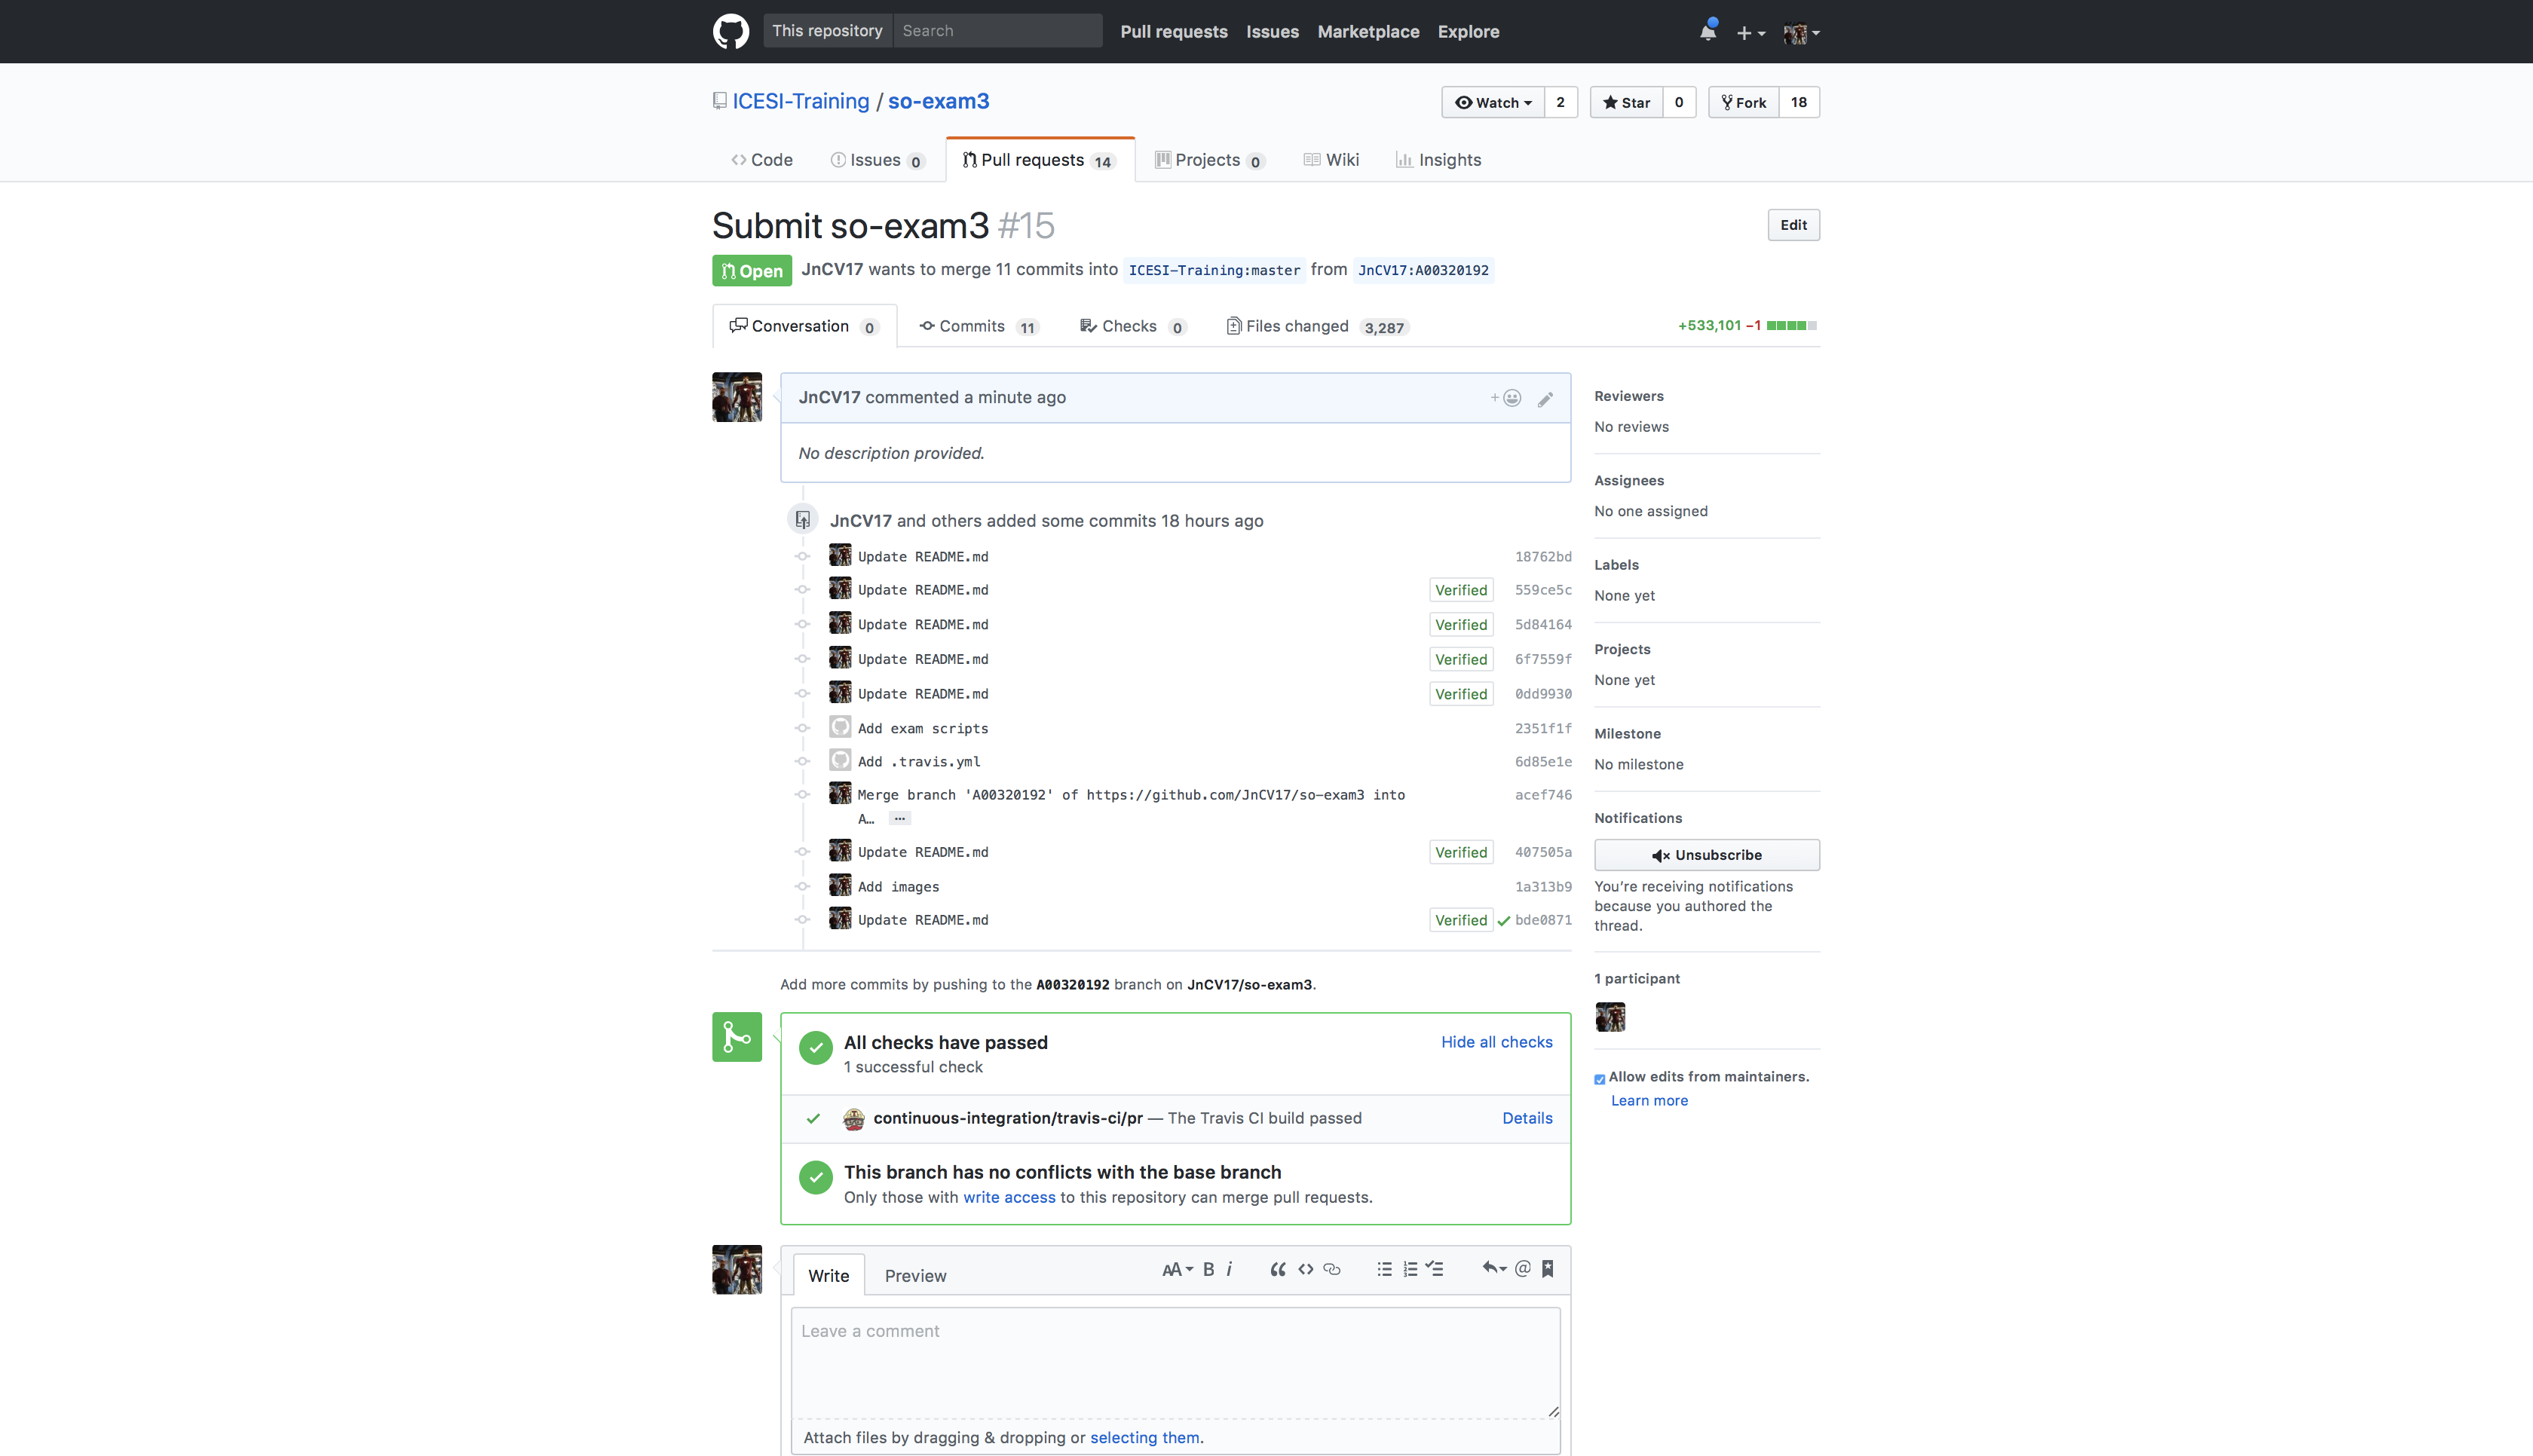 This repository Search Pull requests Issues Marketplace Explore
ICESI-Training / so-exam3
Watch 2 Star 0 Fork 18
Code Issues 0 Pull requests 14 Projects 0 Wiki Insights
Submit so-exam3 #15
Edit
Open JnCV17 wants to merge 11 commits into ICESI-Training:master from JnCV17:A00320192
Conversation 0 Commits 11 Checks 0 Files changed 3,287 +533,101 −1
JnCV17 commented a minute ago
No description provided.
JnCV17 and others added some commits 18 hours ago
Update README.md 18762bd
Update README.md Verified 559ce5c
Update README.md Verified 5d84164
Update README.md Verified 6f7559f
Update README.md Verified 0dd9930
Add exam scripts 2351f1f
Add .travis.yml 6d85e1e
Merge branch 'A00320192' of https://github.com/JnCV17/so-exam3 into acef746
A… …
Update README.md Verified 407505a
Add images 1a313b9
Update README.md Verified bde0871
Add more commits by pushing to the A00320192 branch on JnCV17/so-exam3.
All checks have passed
Hide all checks
1 successful check
continuous-integration/travis-ci/pr — The Travis CI build passed Details
This branch has no conflicts with the base branch
Only those with write access to this repository can merge pull requests.
Write Preview AA B i
Leave a comment
Attach files by dragging & dropping or selecting them.
Reviewers
No reviews
Assignees
No one assigned
Labels
None yet
Projects
None yet
Milestone
No milestone
Notifications
Unsubscribe
You’re receiving notifications
because you authored the
thread.
1 participant
Allow edits from maintainers.
Learn more